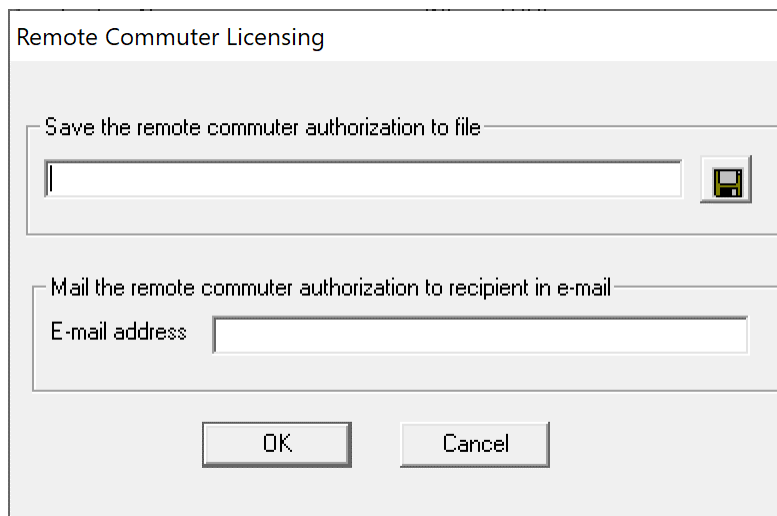 Remote Commuter Licensing
Save the remote commuter authorization to file
Mail the remote commuter authorization to recipient in e-mail
E-mail address
OK
Cancel